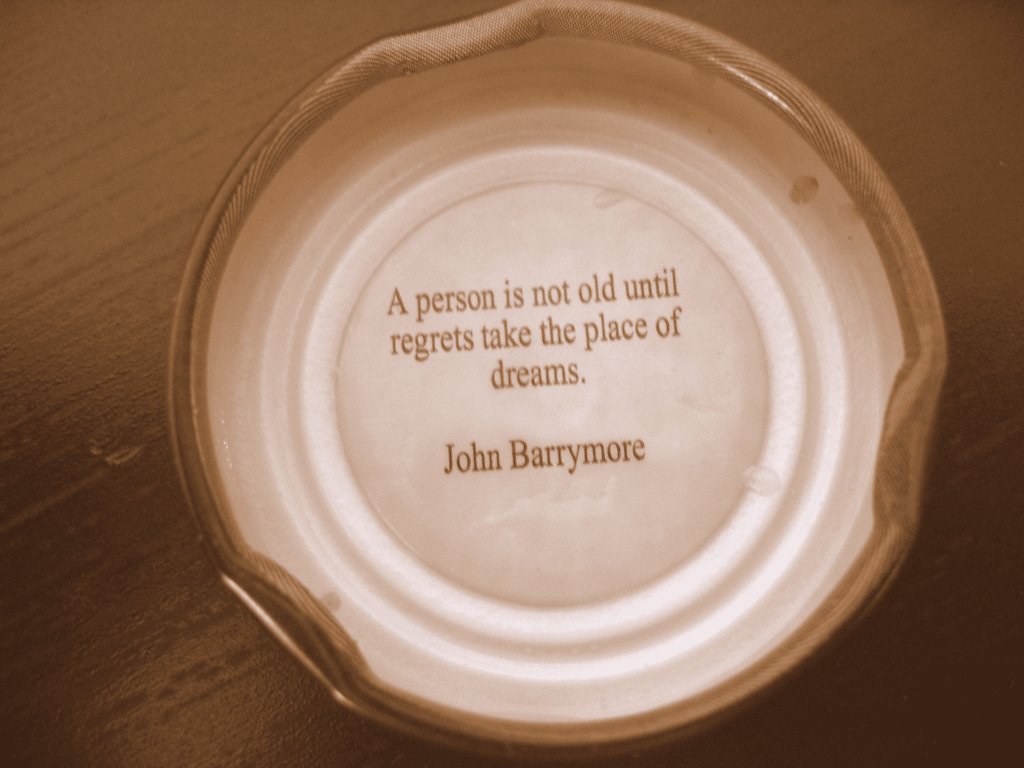 A person is not old until
regrets take the place of
dreams.
John Barrymore